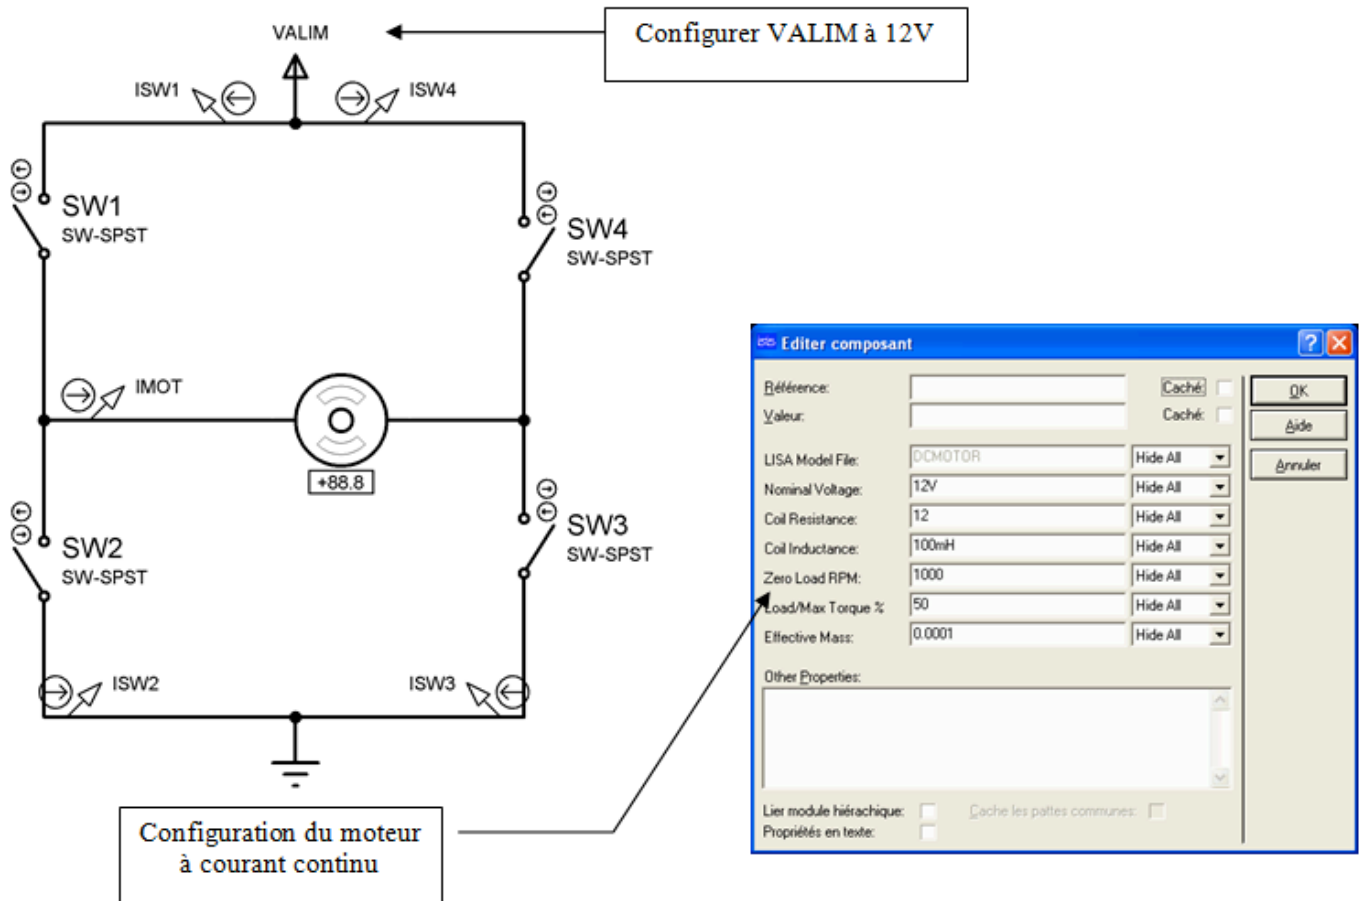 VALIM
Configurer VALIM à 12V
ISW1
ISW4
SW1
SW-SPST
SW4
SW-SPST
IMOT
+88.8
SW2
SW-SPST
SW3
SW-SPST
ISW2
ISW3
Configuration du moteur
à courant continu
isis Editer composant
Référence: Caché: OK
Valeur: Caché: Aide
LISA Model File: DCMOTOR Hide All Annuler
Nominal Voltage: 12V Hide All
Coil Resistance: 12 Hide All
Coil Inductance: 100mH Hide All
Zero Load RPM: 1000 Hide All
Load/Max Torque % 50 Hide All
Effective Mass: 0.0001 Hide All
Other Properties:
Lier module hiérachique: Cache les pattes communes:
Propriétés en texte: